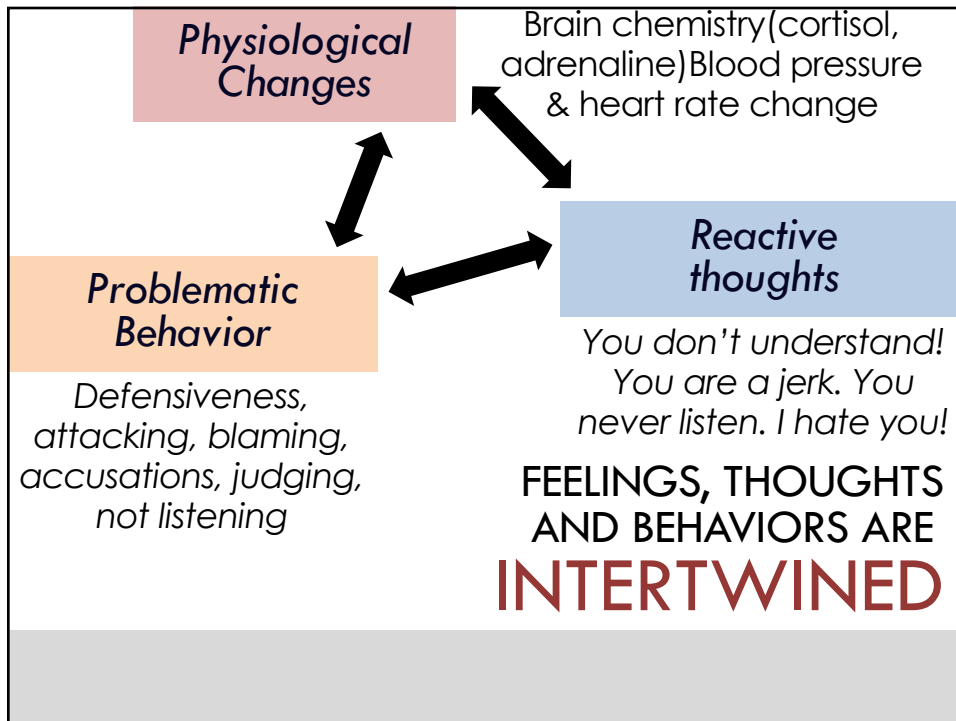 Physiological
Changes
Brain chemistry(cortisol,
adrenaline)Blood pressure
& heart rate change
Reactive
thoughts
You don’t understand!
You are a jerk. You
never listen. I hate you!
Problematic
Behavior
Defensiveness,
attacking, blaming,
accusations, judging,
not listening
FEELINGS, THOUGHTS
AND BEHAVIORS ARE
INTERTWINED